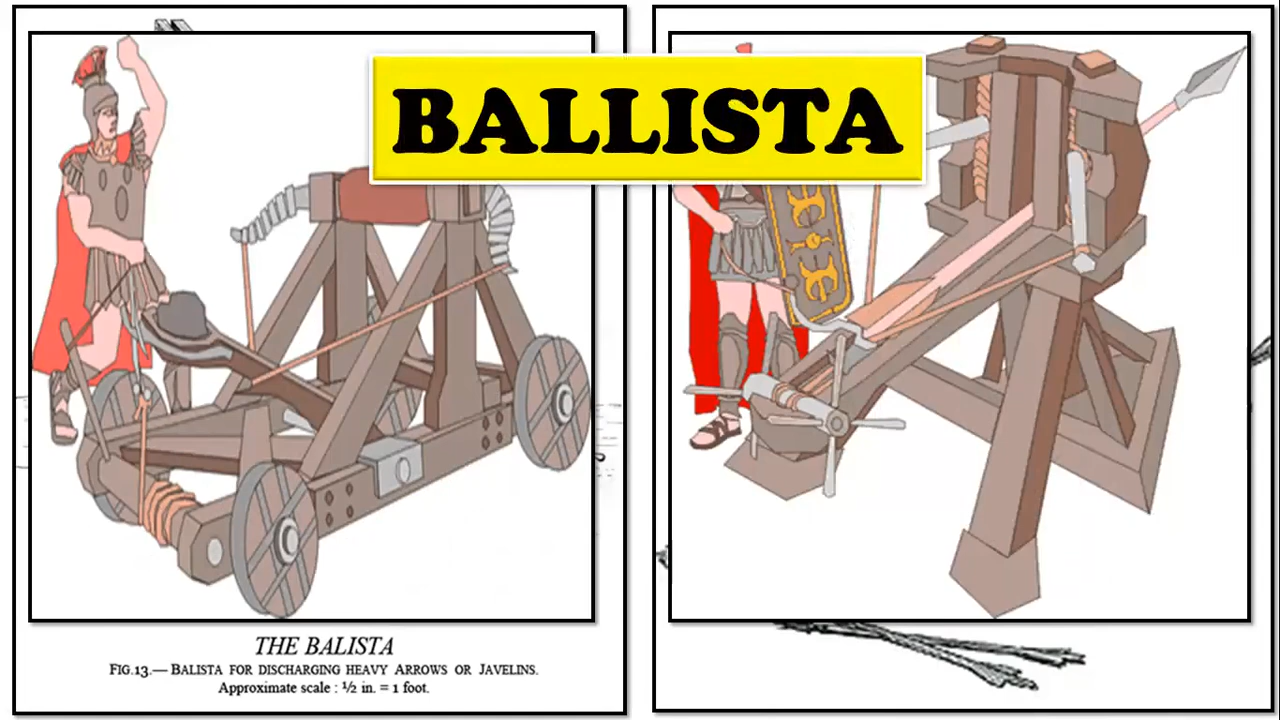 BALLISTA
THE BALISTA
FIG.13.— BALISTA FOR DISCHARGING HEAVY ARROWS OR JAVELINS.
Approximate scale : ½ in. = 1 foot.